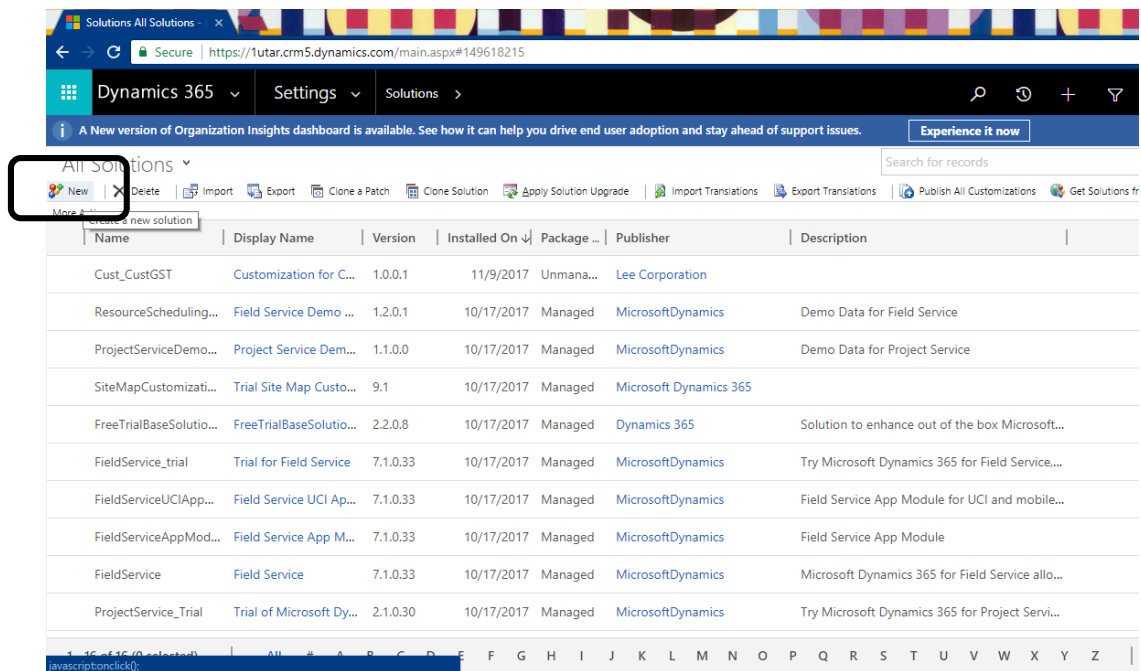 Solutions All Solutions -
Secure | https://1utar.crm5.dynamics.com/main.aspx#149618215
Dynamics 365 Settings Solutions
A New version of Organization Insights dashboard is available. See how it can help you drive end user adoption and stay ahead of support issues. Experience it now
All Solutions Search for records
New Delete Import Export Clone a Patch Clone Solution Apply Solution Upgrade Import Translations Export Translations Publish All Customizations Get Solutions
More
Create a new solution
Name Display Name Version Installed On Package ... Publisher Description
Cust_CustGST Customization for C... 1.0.0.1 11/9/2017 Unmana... Lee Corporation
ResourceScheduling... Field Service Demo ... 1.2.0.1 10/17/2017 Managed MicrosoftDynamics Demo Data for Field Service
ProjectServiceDemo... Project Service Dem... 1.1.0.0 10/17/2017 Managed MicrosoftDynamics Demo Data for Project Service
SiteMapCustomizati... Trial Site Map Custo... 9.1 10/17/2017 Managed Microsoft Dynamics 365
FreeTrialBaseSolutio... FreeTrialBaseSolutio... 2.2.0.8 10/17/2017 Managed Dynamics 365 Solution to enhance out of the box Microsoft...
FieldService_trial Trial for Field Service 7.1.0.33 10/17/2017 Managed MicrosoftDynamics Try Microsoft Dynamics 365 for Field Service,...
FieldServiceUCIApp... Field Service UCI Ap... 7.1.0.33 10/17/2017 Managed MicrosoftDynamics Field Service App Module for UCI and mobile...
FieldServiceAppMod... Field Service App M... 7.1.0.33 10/17/2017 Managed MicrosoftDynamics Field Service App Module
FieldService Field Service 7.1.0.33 10/17/2017 Managed MicrosoftDynamics Microsoft Dynamics 365 for Field Service allo...
ProjectService_Trial Trial of Microsoft Dy... 2.1.0.30 10/17/2017 Managed MicrosoftDynamics Try Microsoft Dynamics 365 for Project Servi...
1 - 16 of 16 (0 selected) All # A B C D E F G H I J K L M N O P Q R S T U V W X Y Z
javascript:onclick();